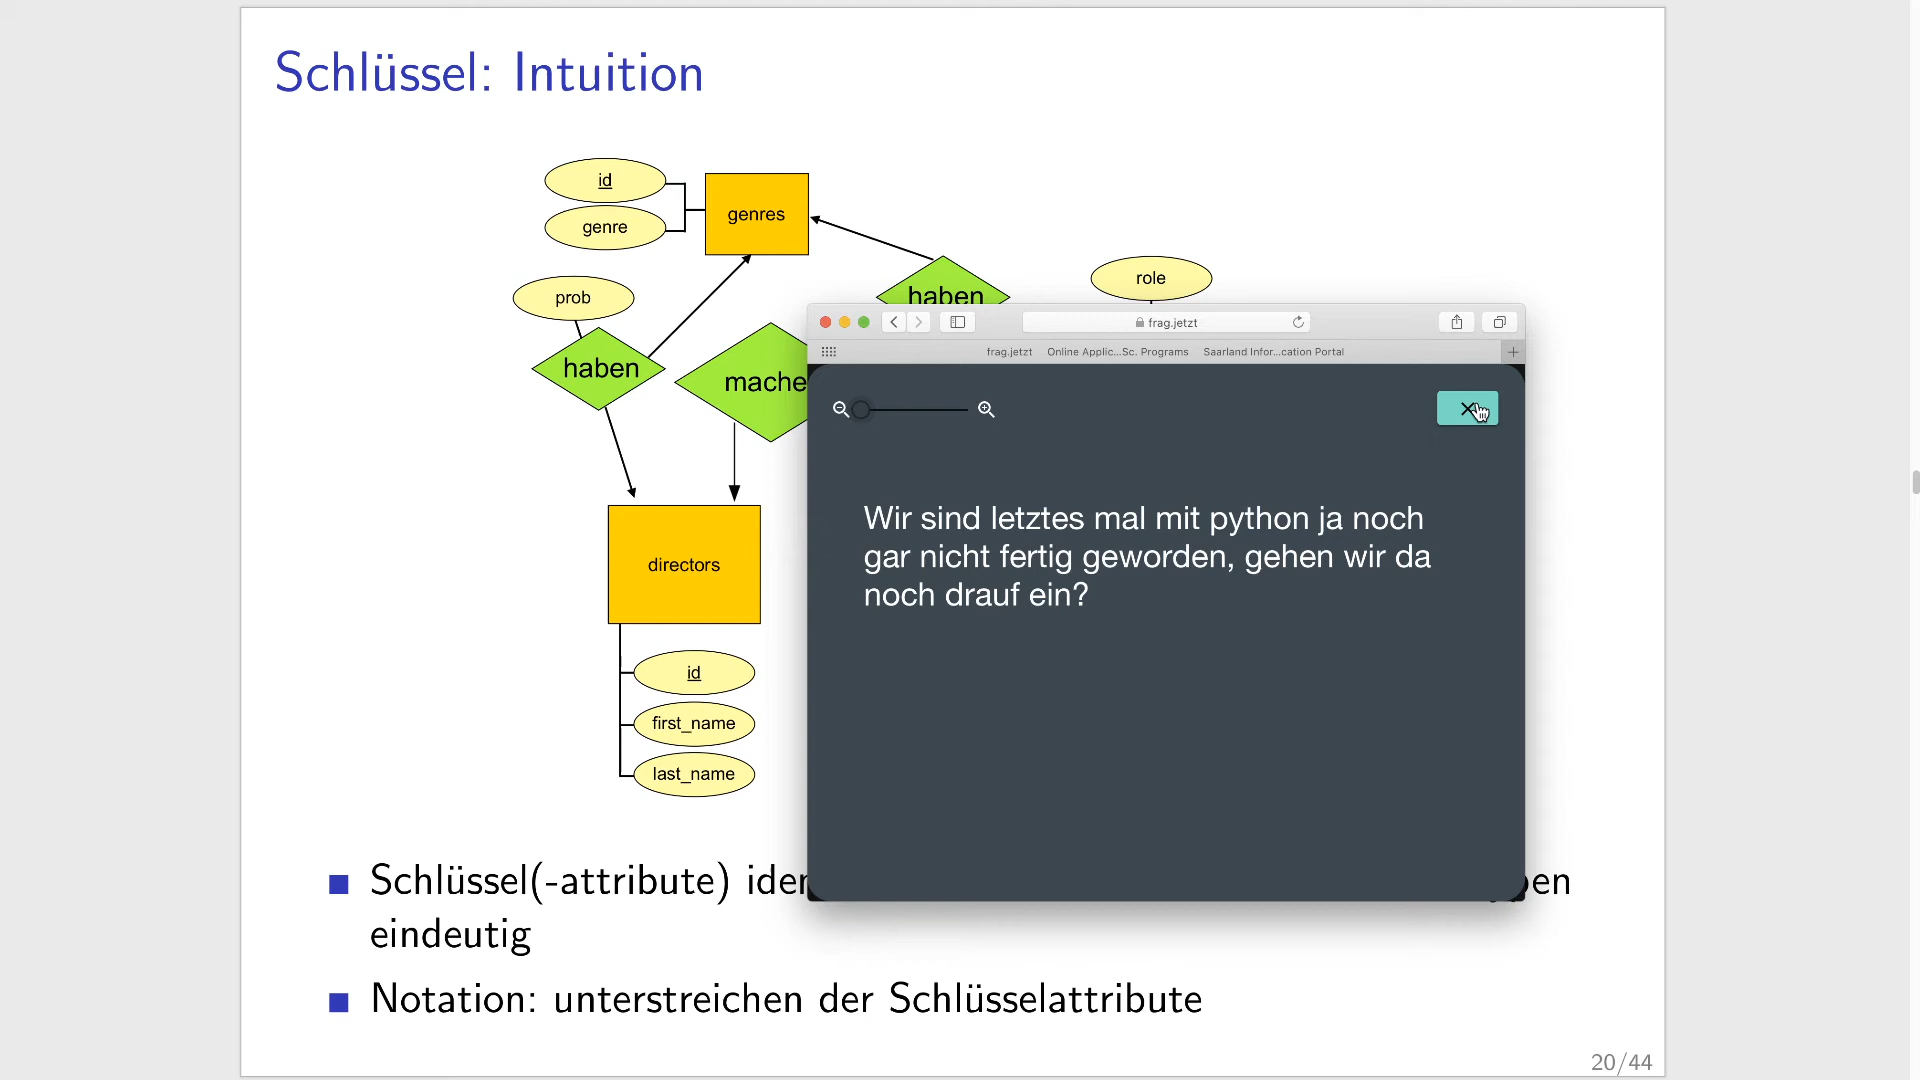 Schlüssel: Intuition
id
genre
genres
prob
haben
role
haben
mache
frag.jetzt
frag.jetzt Online Applic...Sc. Programs Saarland Infor...cation Portal
Wir sind letztes mal mit python ja noch
gar nicht fertig geworden, gehen wir da
noch drauf ein?
directors
id
first_name
last_name
Schlüssel(-attribute)
eindeutig
Notation: unterstreichen der Schlüsselattribute
20/44